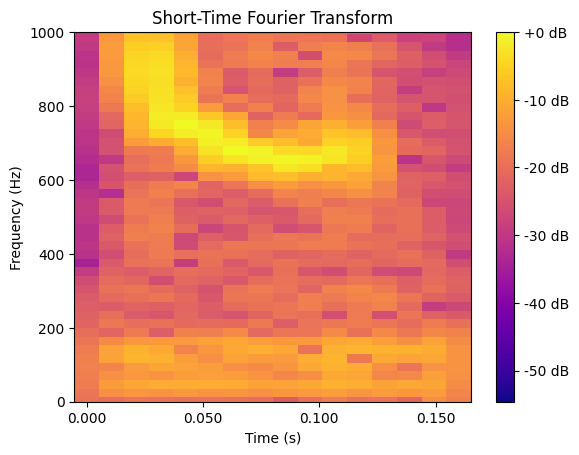 Short-Time Fourier Transform
1000
800
600
400
200
0
Frequency (Hz)
0.000
0.050
0.100
0.150
Time (s)
+0 dB
-10 dB
-20 dB
-30 dB
-40 dB
-50 dB